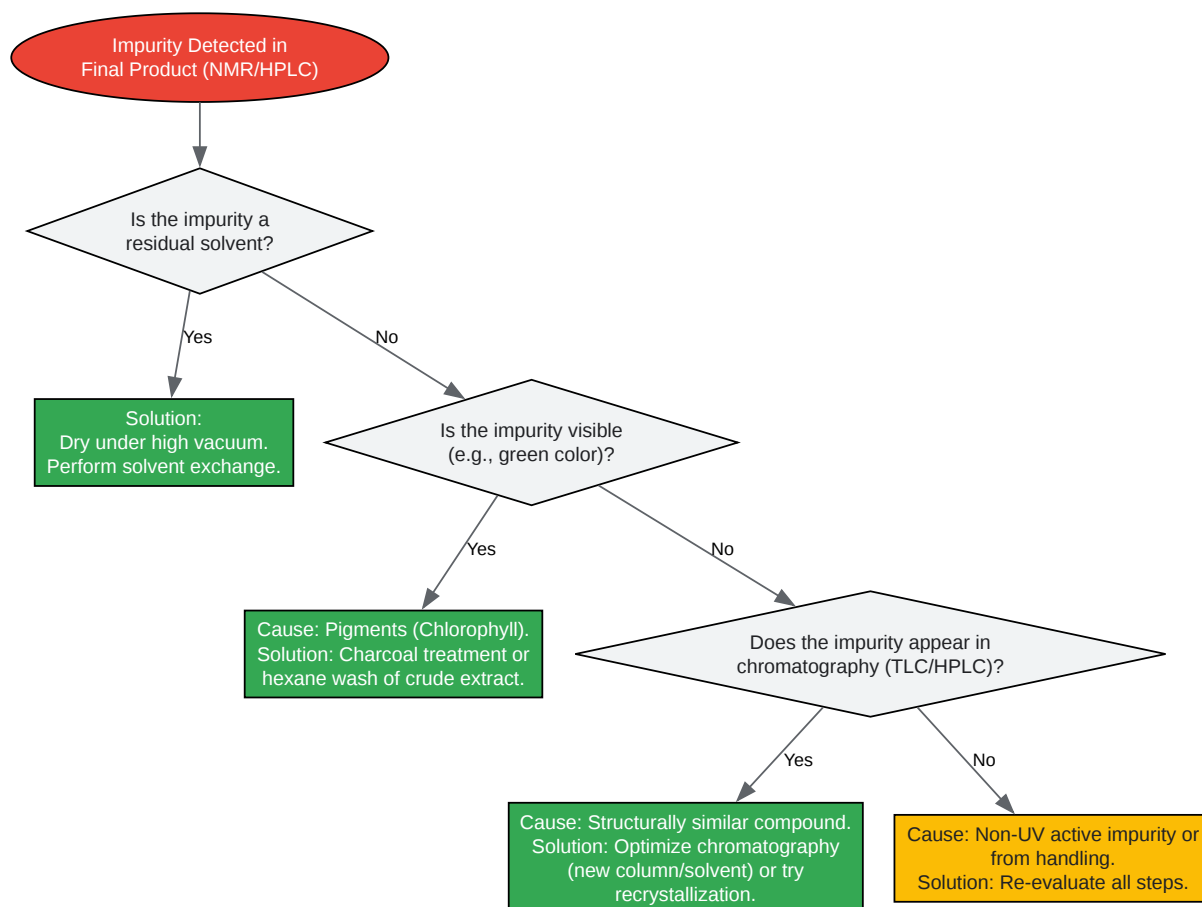 Impurity Detected in
Final Product (NMR/HPLC)
Is the impurity a
residual solvent?
Yes
No
Solution:
Dry under high vacuum.
Perform solvent exchange.
Is the impurity visible
(e.g., green color)?
Yes
No
Cause: Pigments (Chlorophyll).
Solution: Charcoal treatment or
hexane wash of crude extract.
Does the impurity appear in
chromatography (TLC/HPLC)?
Yes
No
Cause: Structurally similar compound.
Solution: Optimize chromatography
(new column/solvent) or try
recrystallization.
Cause: Non-UV active impurity or
from handling.
Solution: Re-evaluate all steps.